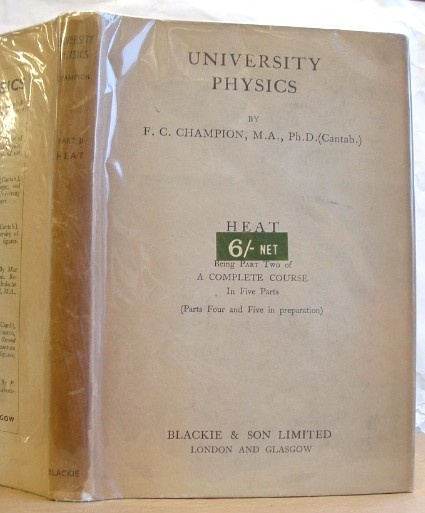 UNIVERSITY
PHYSICS
BY
F. C. CHAMPION, M.A., Ph.D.(Cantab.)
HEAT
6/- NET
Being PART TWO of
A COMPLETE COURSE
In Five Parts
(Parts Four and Five in preparation)
BLACKIE & SON LIMITED
LONDON AND GLASGOW
UNIVERSITY
PHYSICS
CHAMPION
PART II
HEAT
BLACKIE